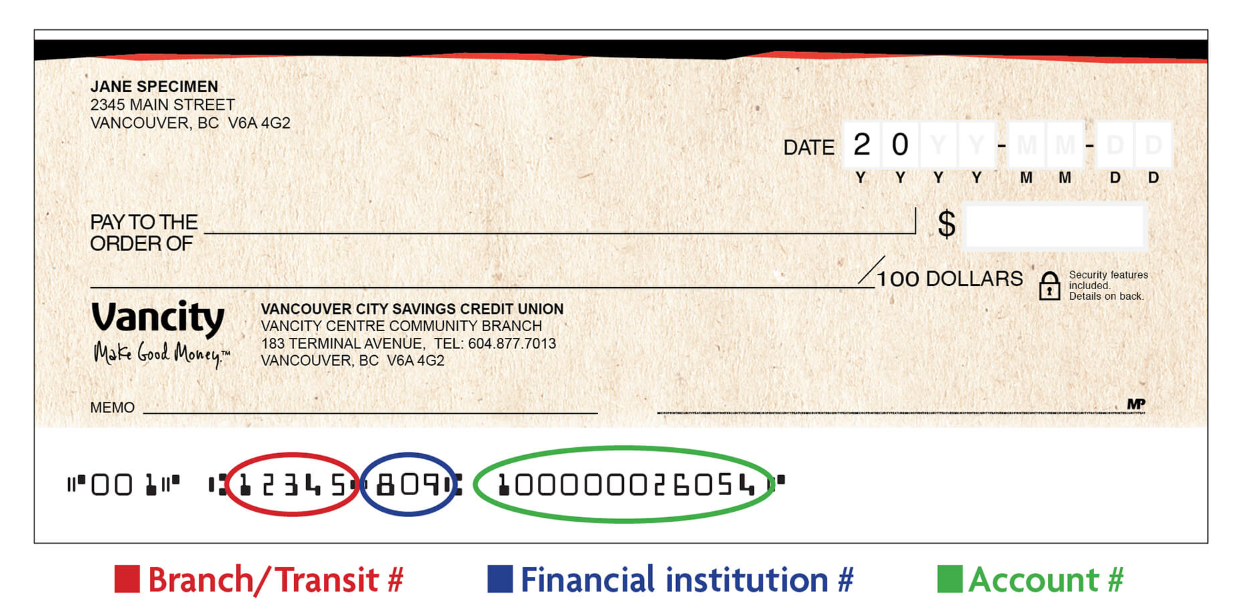 JANE SPECIMEN
2345 MAIN STREET
VANCOUVER, BC V6A 4G2
DATE 2 0 Y Y - M M - D D
Y Y Y Y M M D D
PAY TO THE
ORDER OF
$
/100 DOLLARS
Security features
included.
Details on back.
Vancity
Make Good Money.™
VANCOUVER CITY SAVINGS CREDIT UNION
VANCITY CENTRE COMMUNITY BRANCH
183 TERMINAL AVENUE, TEL: 604.877.7013
VANCOUVER, BC V6A 4G2
MEMO
MP
⑈001⑈ ⑆12345⑉809⑆ 100000026054⑈
Branch/Transit #
Financial institution #
Account #